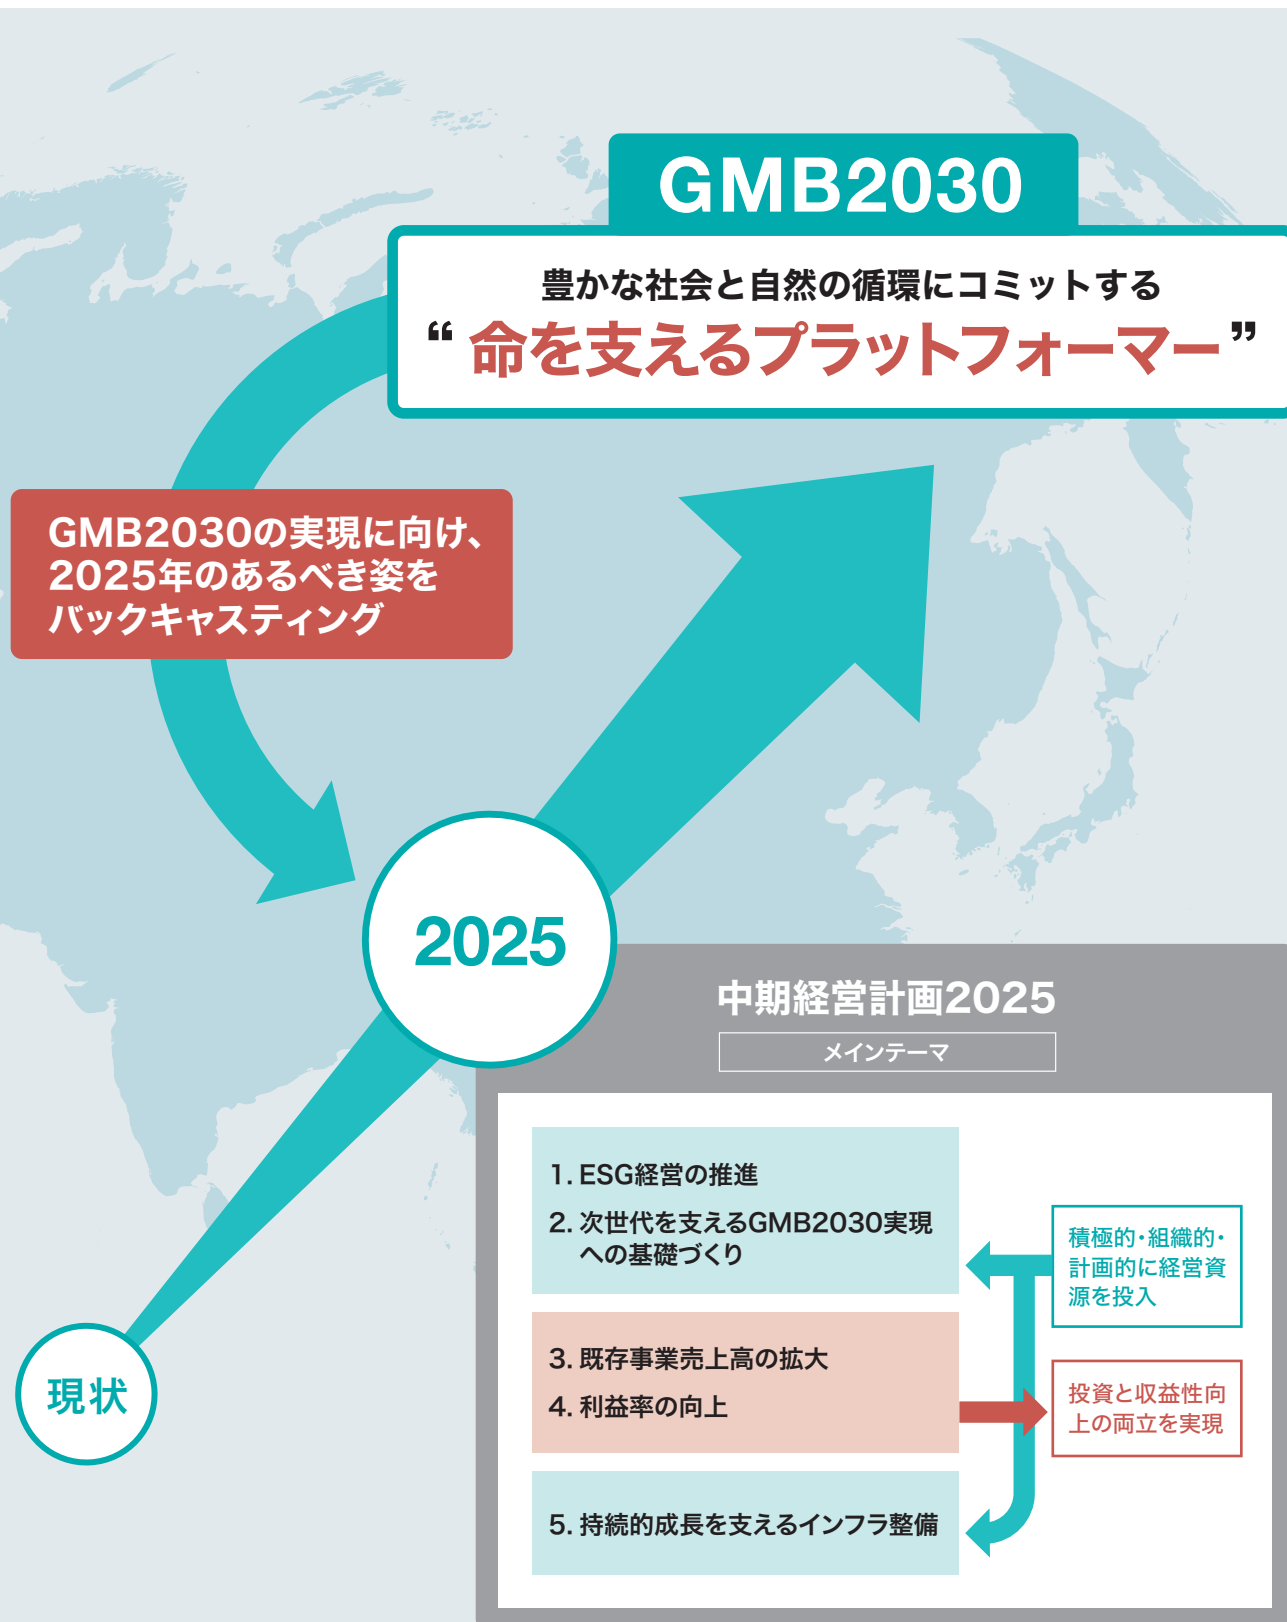 GMB2030
豊かな社会と自然の循環にコミットする
“命を支えるプラットフォーマー”
GMB2030の実現に向け、
2025年のあるべき姿を
バックキャスティング
2025
現状
中期経営計画2025
メインテーマ
1. ESG経営の推進
2. 次世代を支えるGMB2030実現
への基礎づくり
3. 既存事業売上高の拡大
4. 利益率の向上
5. 持続的成長を支えるインフラ整備
積極的・組織的・
計画的に経営資
源を投入
投資と収益性向
上の両立を実現